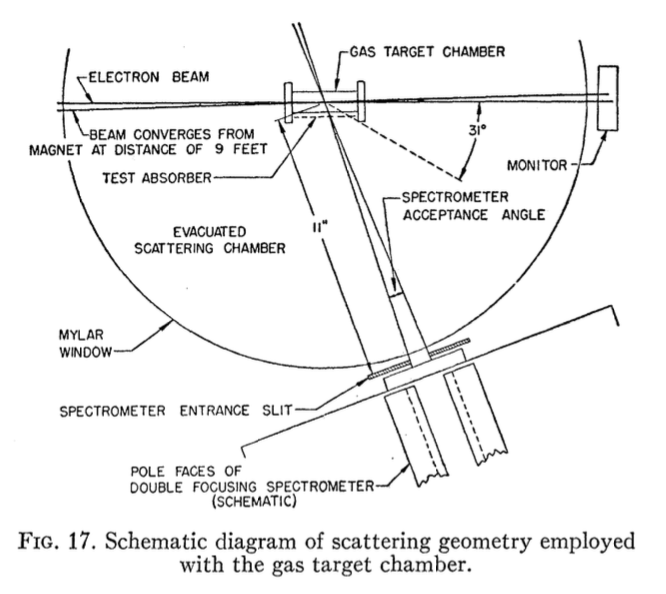 GAS TARGET CHAMBER
ELECTRON BEAM
BEAM CONVERGES FROM
MAGNET AT DISTANCE OF 9 FEET
31°
TEST ABSORBER
MONITOR
SPECTROMETER
ACCEPTANCE ANGLE
11"
EVACUATED
SCATTERING CHAMBER
MYLAR
WINDOW
SPECTROMETER ENTRANCE SLIT
POLE FACES OF
DOUBLE FOCUSING SPECTROMETER
(SCHEMATIC)
FIG. 17. Schematic diagram of scattering geometry employed
with the gas target chamber.